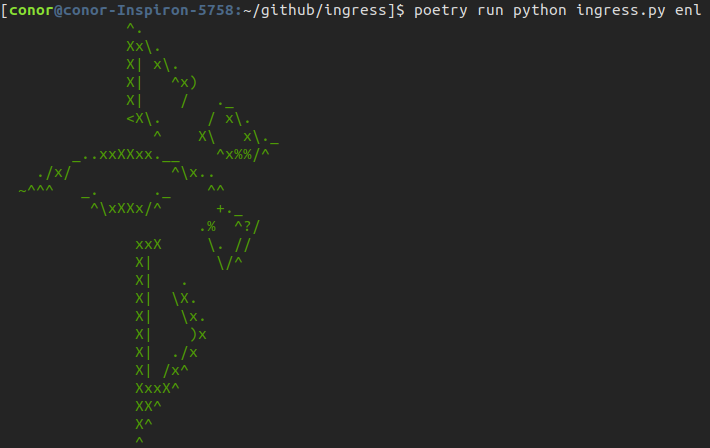 [conor@conor-Inspiron-5758:~/github/ingress]$ poetry run python ingress.py enl
              ^.
              Xx\.
              X| x\.
              X|   ^x)
              X|    /   ._
              <X\.     / x\.
                 ^    X\   x\._
        _..xxXXxx.__    ^x%%/^
    ./x/           ^\x..
  ~^^^   _.      ._    ^^
          ^\xXXx/^      +._
                      .%  ^?/
               xxX     \. //
               X|       \/^
               X|   .
               X|  \X.
               X|   \x.
               X|    )x
               X|  ./x
               X| /x^
               XxxX^
               XX^
               X^
               ^